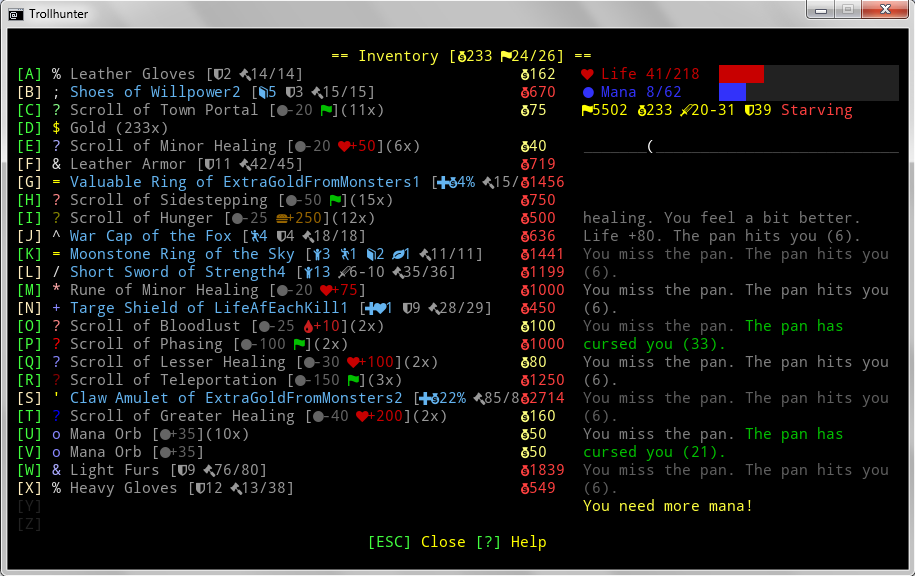 Trollhunter
== Inventory [233 24/26] ==
[A] % Leather Gloves [2 14/14] 162
[B] ; Shoes of Willpower2 [5 3 15/15] 670
[C] ? Scroll of Town Portal [-20 ](11x) 75
[D] $ Gold (233x)
[E] ? Scroll of Minor Healing [-20 +50](6x) 40
[F] & Leather Armor [11 42/45] 719
[G] = Valuable Ring of ExtraGoldFromMonsters1 [4% 15/ 1456
[H] ? Scroll of Sidestepping [-50 ](15x) 750
[I] ? Scroll of Hunger [-25 +250](12x) 500
[J] ^ War Cap of the Fox [4 4 18/18] 636
[K] = Moonstone Ring of the Sky [3 1 2 1 11/11] 1441
[L] / Short Sword of Strength4 [13 6-10 35/36] 1199
[M] * Rune of Minor Healing [-20 +75] 1000
[N] + Targe Shield of LifeAfEachKill1 [1 9 28/29] 450
[O] ? Scroll of Bloodlust [-25 +10](2x) 100
[P] ? Scroll of Phasing [-100 ](2x) 1000
[Q] ? Scroll of Lesser Healing [-30 +100](2x) 80
[R] ? Scroll of Teleportation [-150 ](3x) 1250
[S] ' Claw Amulet of ExtraGoldFromMonsters2 [22% 85/8 2714
[T] ? Scroll of Greater Healing [-40 +200](2x) 160
[U] o Mana Orb [+35](10x) 50
[V] o Mana Orb [+35] 50
[W] & Light Furs [9 76/80] 1839
[X] % Heavy Gloves [12 13/38] 549
[Y]
[Z]
[ESC] Close [?] Help
Life 41/218
Mana 8/62
5502 233 20-31 39 Starving
(
healing. You feel a bit better.
Life +80. The pan hits you (6).
You miss the pan. The pan hits you
(6).
You miss the pan. The pan hits you
(6).
You miss the pan. The pan has
cursed you (33).
You miss the pan. The pan hits you
(6).
You miss the pan. The pan hits you
(6).
You miss the pan. The pan has
cursed you (21).
You miss the pan. The pan hits you
(6).
You need more mana!